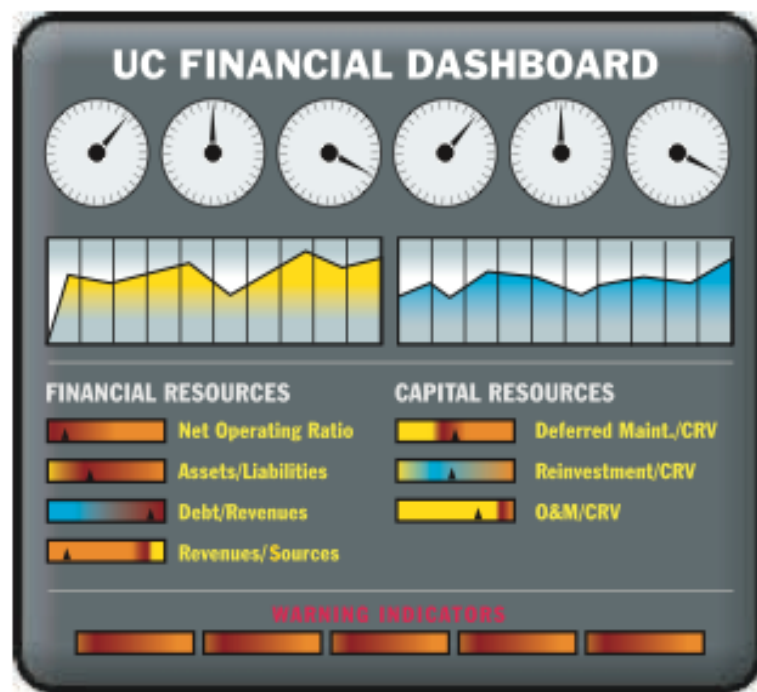 UC FINANCIAL DASHBOARD
FINANCIAL RESOURCES
Net Operating Ratio
Assets/Liabilities
Debt/Revenues
Revenues/Sources
CAPITAL RESOURCES
Deferred Maint./CRV
Reinvestment/CRV
O&M/CRV
WARNING INDICATORS